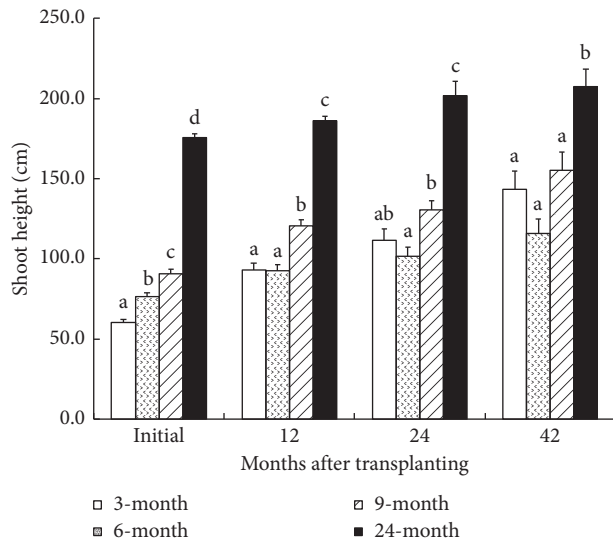 250.0
200.0
150.0
100.0
50.0
0.0
Shoot height (cm)
a b c d
a a b c
ab a b c
a a a b
Initial 12 24 42
Months after transplanting
3-month 9-month
6-month 24-month